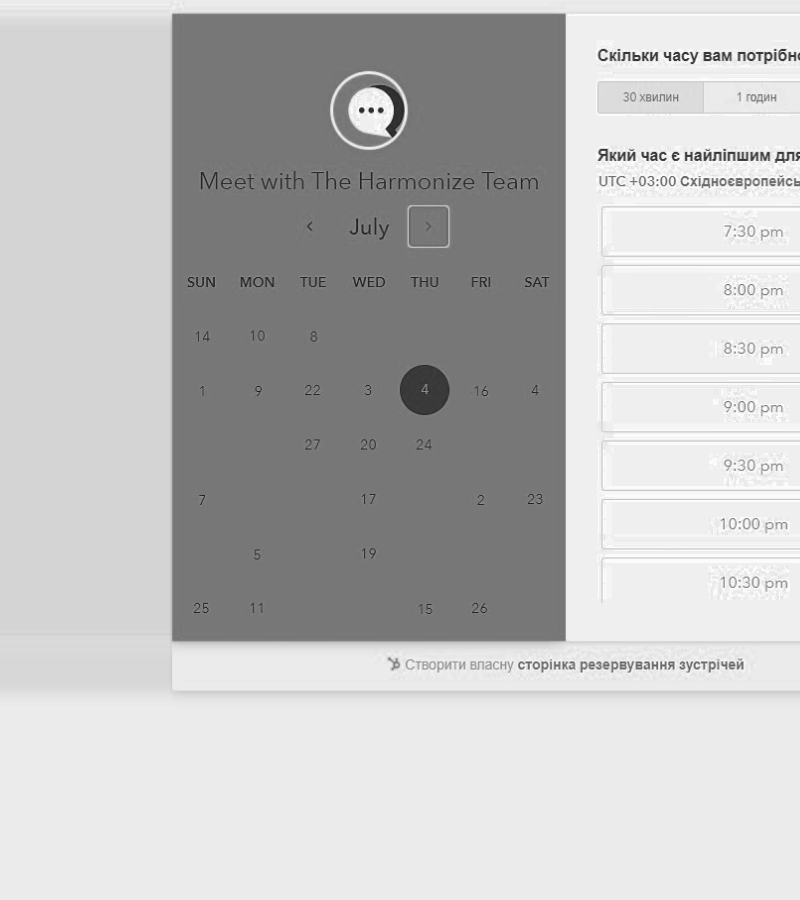 Meet with The Harmonize Team
July
SUN MON TUE WED THU FRI SAT
14 10 8
1 9 22 3 4 16 4
27 20 24
7 17 2 23
5 19
25 11 15 26
Скільки часу вам потрібно
30 хвилин 1 годин
Який час є найліпшим для
UTC +03:00 Східноєвропейсь
7:30 pm
8:00 pm
8:30 pm
9:00 pm
9:30 pm
10:00 pm
10:30 pm
Створити власну сторінка резервування зустрічей